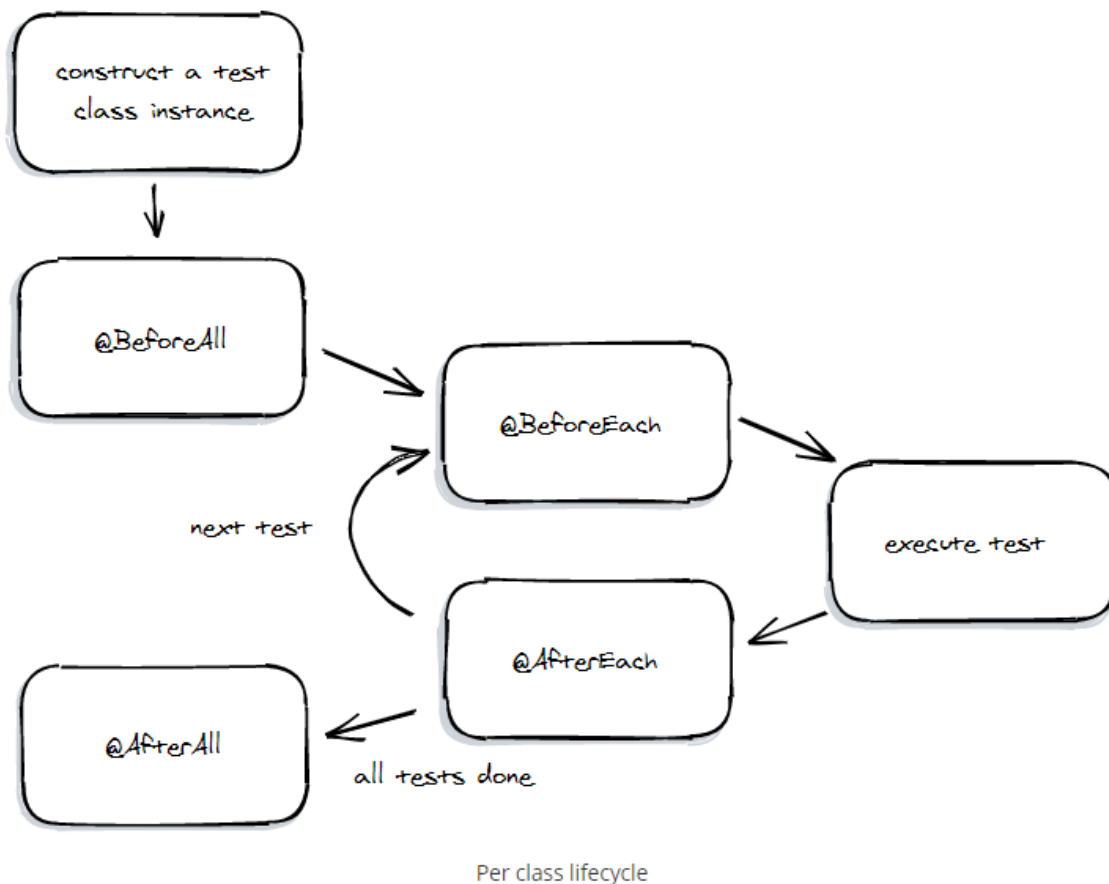 construct a test
class instance
@BeforeAll
@BeforeEach
execute test
next test
@AfterEach
@AfterAll
all tests done
Per class lifecycle